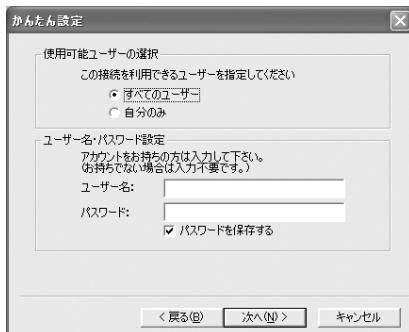 かんたん設定
使用可能ユーザーの選択
この接続を利用できるユーザーを指定してください
すべてのユーザー
自分のみ
ユーザー名・パスワード設定
アカウントをお持ちの方は入力して下さい。
(お持ちでない場合は入力不要です。)
ユーザー名:
パスワード:
パスワードを保存する
< 戻る(B) 次へ(N) > キャンセル